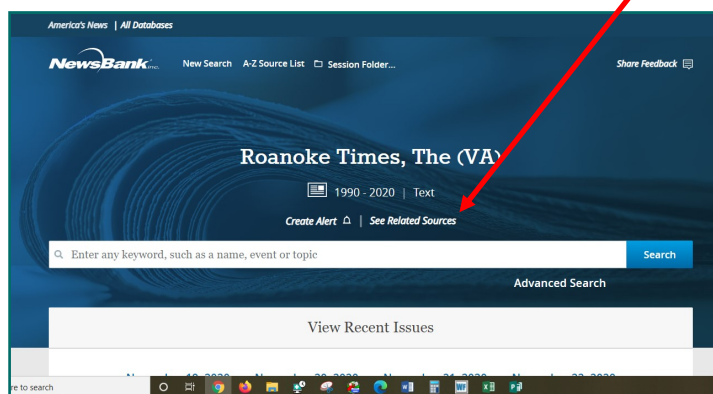 America's News | All Databases
NewsBank, inc. New Search A-Z Source List Session Folder... Share Feedback
Roanoke Times, The (VA)
1990 - 2020 | Text
Create Alert | See Related Sources
Enter any keyword, such as a name, event or topic Search
Advanced Search
View Recent Issues
re to search